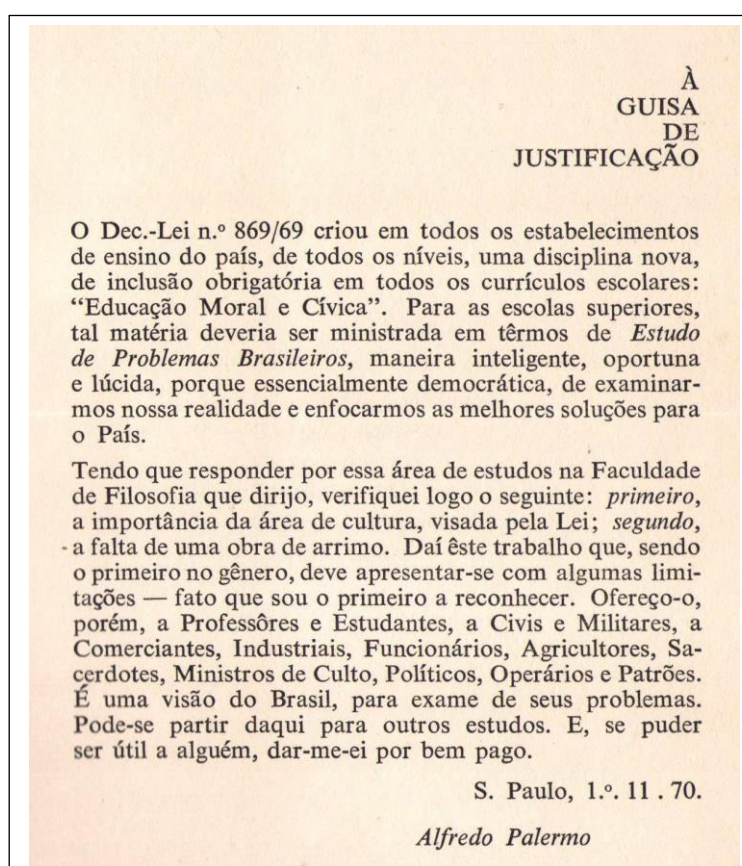 À
GUISA
DE
JUSTIFICAÇÃO
O Dec.-Lei n.º 869/69 criou em todos os estabelecimentos
de ensino do país, de todos os níveis, uma disciplina nova,
de inclusão obrigatória em todos os currículos escolares:
“Educação Moral e Cívica”. Para as escolas superiores,
tal matéria deveria ser ministrada em têrmos de Estudo
de Problemas Brasileiros, maneira inteligente, oportuna
e lúcida, porque essencialmente democrática, de examinar-
mos nossa realidade e enfocarmos as melhores soluções para
o País.
Tendo que responder por essa área de estudos na Faculdade
de Filosofia que dirijo, verifiquei logo o seguinte: primeiro,
a importância da área de cultura, visada pela Lei; segundo,
a falta de uma obra de arrimo. Daí êste trabalho que, sendo
o primeiro no gênero, deve apresentar-se com algumas limi-
tações — fato que sou o primeiro a reconhecer. Ofereço-o,
porém, a Professôres e Estudantes, a Civis e Militares, a
Comerciantes, Industriais, Funcionários, Agricultores, Sa-
cerdotes, Ministros de Culto, Políticos, Operários e Patrões.
É uma visão do Brasil, para exame de seus problemas.
Pode-se partir daqui para outros estudos. E, se puder
ser útil a alguém, dar-me-ei por bem pago.
S. Paulo, 1.º. 11 . 70.
Alfredo Palermo